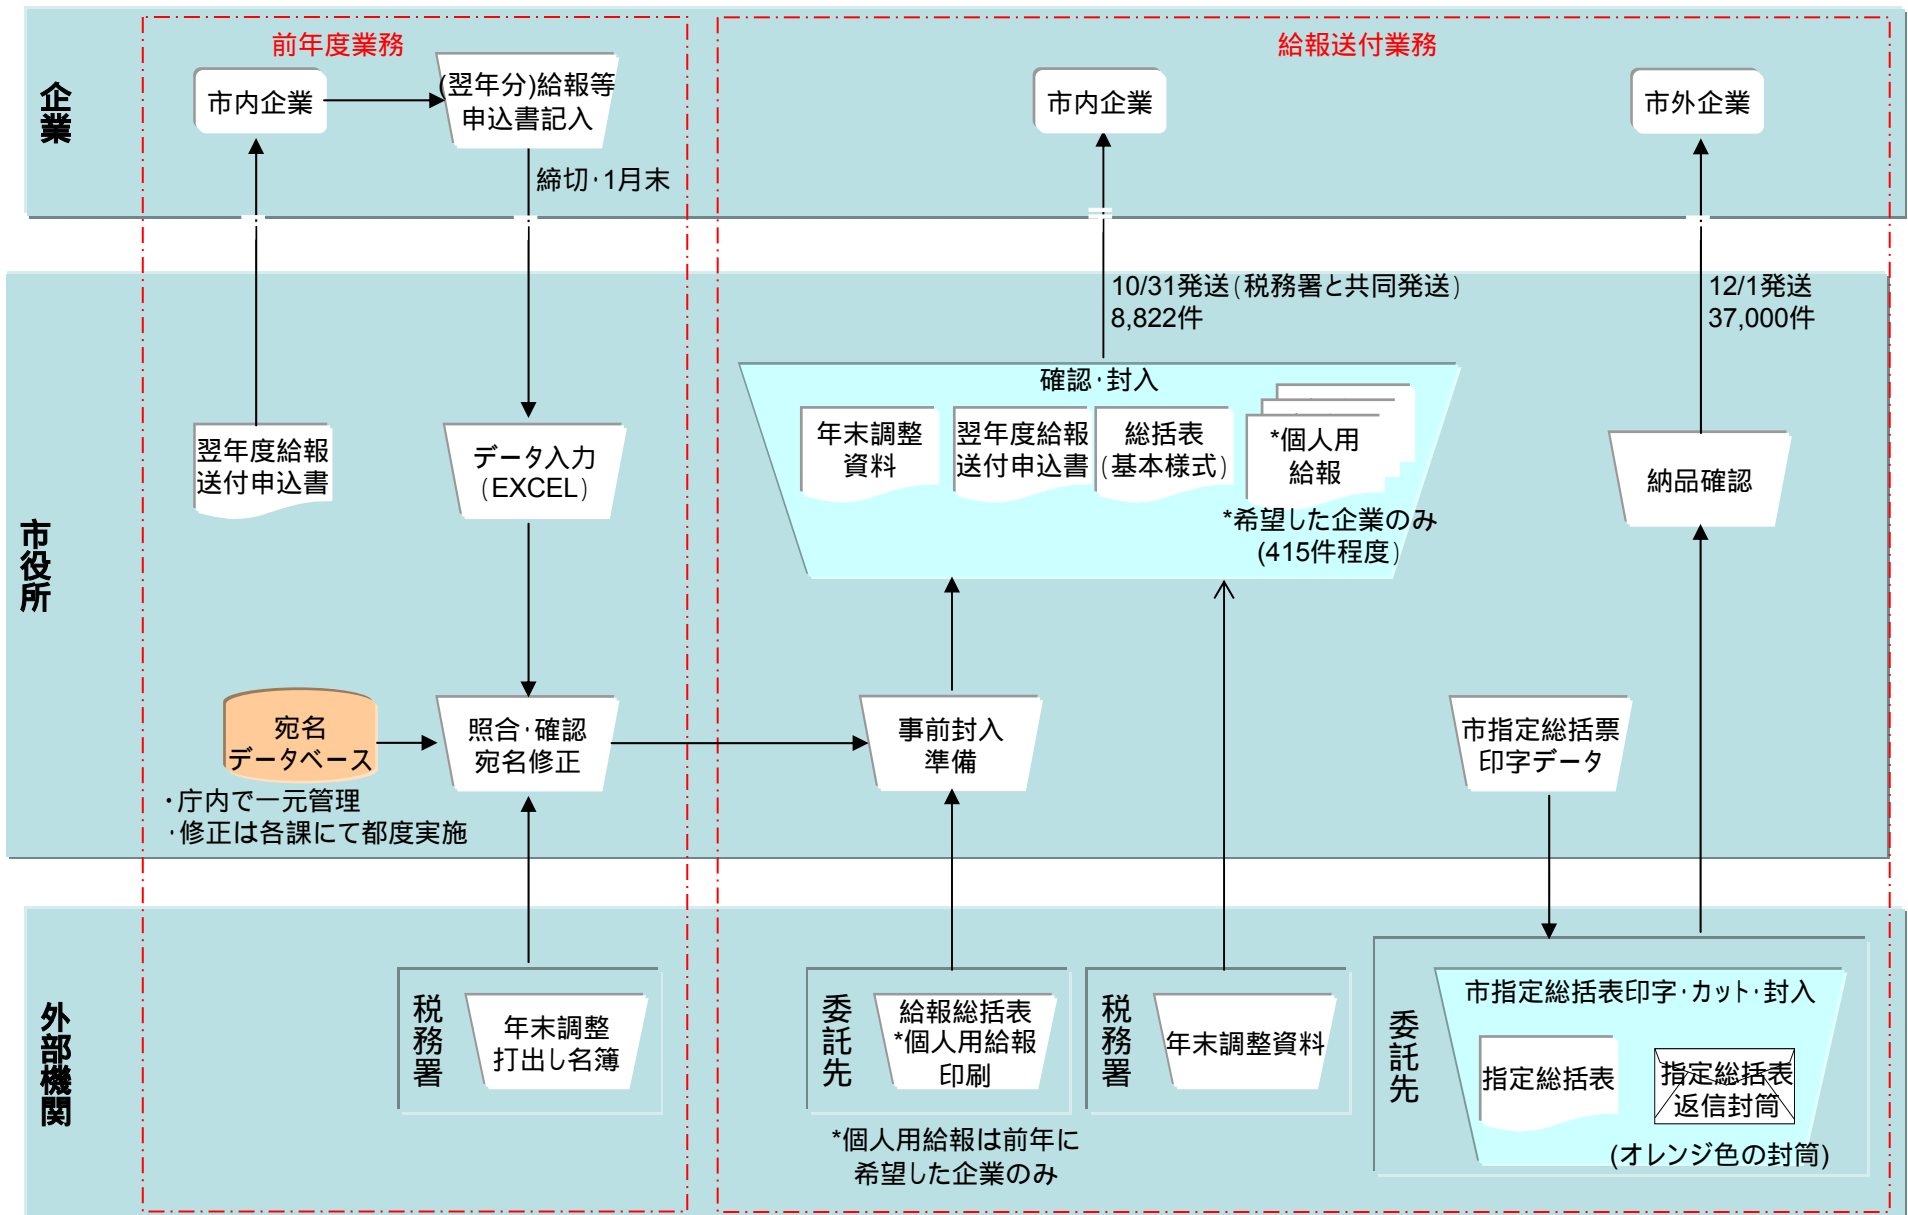 前年度業務
給報送付業務
企業
市内企業
(翌年分)給報等
申込書記入
市内企業
市外企業
締切・1月末
市役所
10/31発送(税務署と共同発送)
8,822件
12/1発送
37,000件
確認・封入
翌年度給報
送付申込書
データ入力
(EXCEL)
年末調整
資料
翌年度給報
送付申込書
総括表
(基本様式)
*個人用
給報
*希望した企業のみ
(415件程度)
納品確認
宛名
データベース
・庁内で一元管理
・修正は各課にて都度実施
照合・確認
宛名修正
事前封入
準備
市指定総括票
印字データ
外部機関
税務署
年末調整
打出し名簿
委託先
給報総括表
*個人用給報
印刷
*個人用給報は前年に
希望した企業のみ
税務署
年末調整資料
委託先
市指定総括表印字・カット・封入
指定総括表
指定総括表
返信封筒
(オレンジ色の封筒)